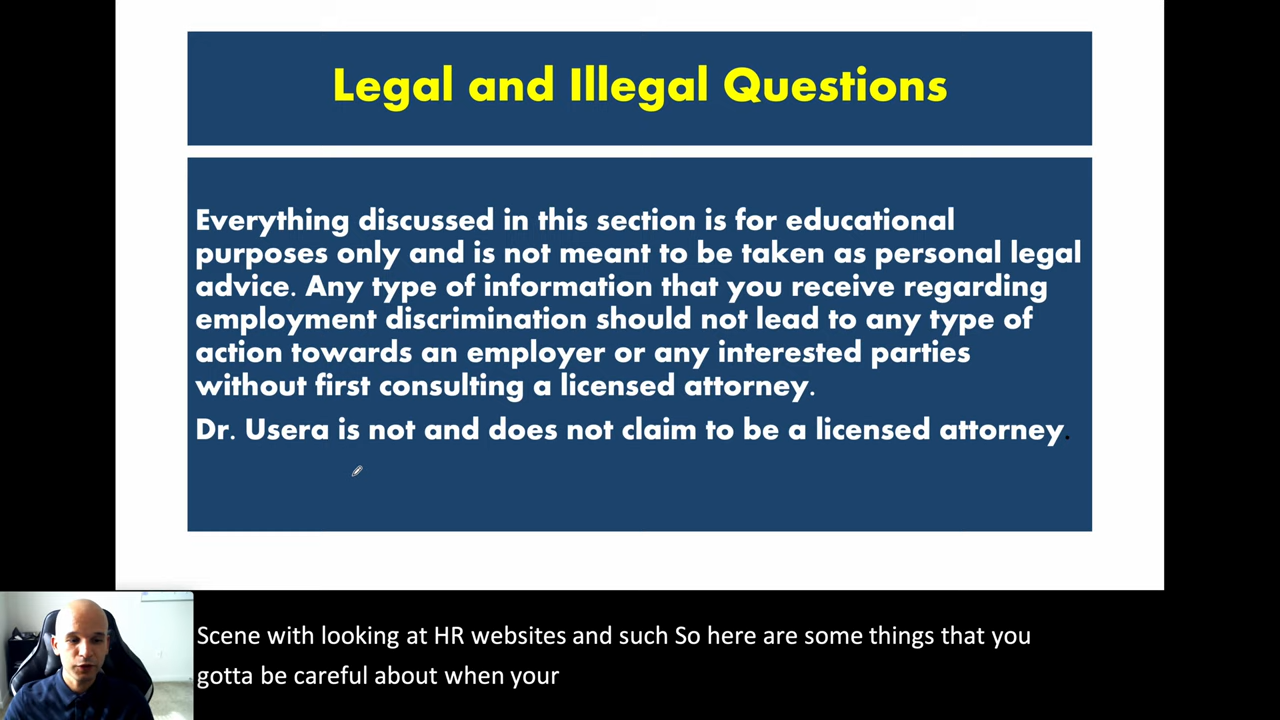 Legal and Illegal Questions
Everything discussed in this section is for educational
purposes only and is not meant to be taken as personal legal
advice. Any type of information that you receive regarding
employment discrimination should not lead to any type of
action towards an employer or any interested parties
without first consulting a licensed attorney.
Dr. Usera is not and does not claim to be a licensed attorney.
Scene with looking at HR websites and such So here are some things that you
gotta be careful about when your